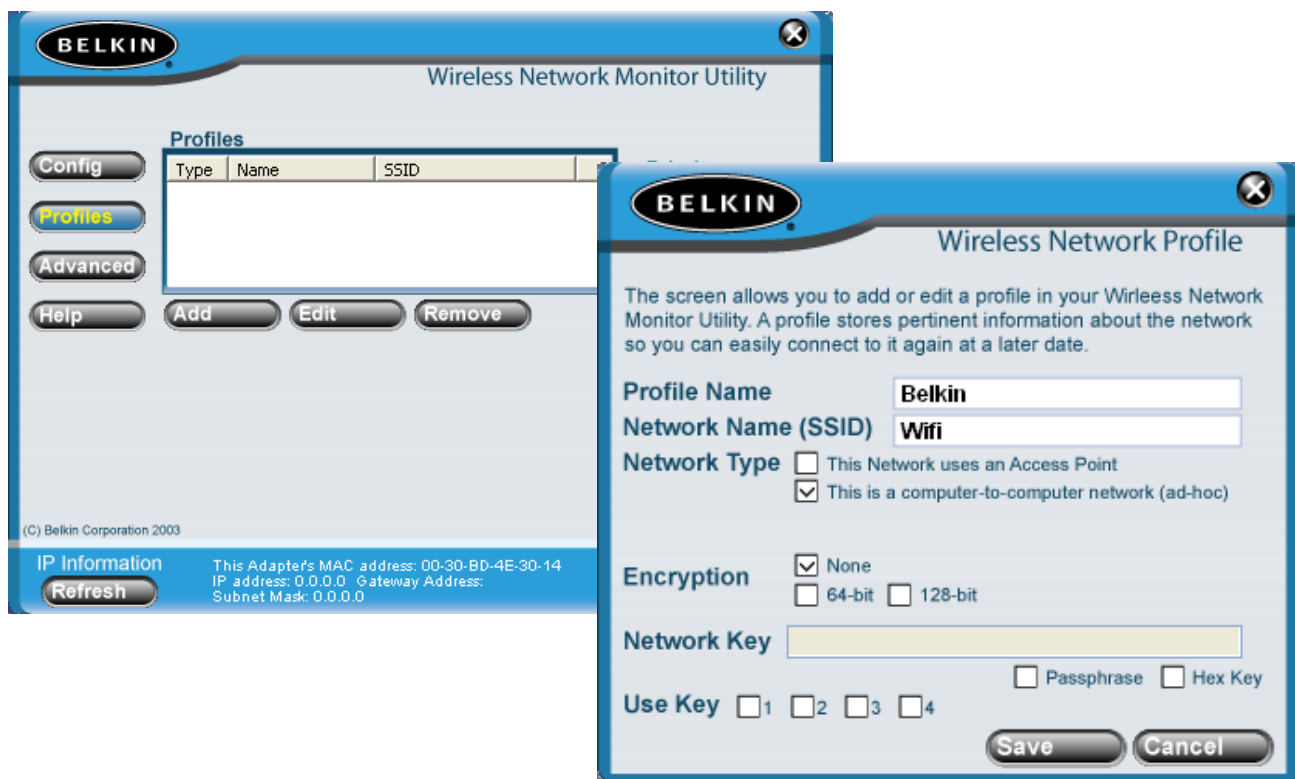 BELKIN
Wireless Network Monitor Utility
Profiles
Config
Type Name SSID
Profiles
Advanced
Help
Add Edit Remove
(C) Belkin Corporation 2003
IP Information
Refresh
This Adapter's MAC address: 00-30-BD-4E-30-14
IP address: 0.0.0.0 Gateway Address:
Subnet Mask: 0.0.0.0
BELKIN
Wireless Network Profile
The screen allows you to add or edit a profile in your Wirleess Network
Monitor Utility. A profile stores pertinent information about the network
so you can easily connect to it again at a later date.
Profile Name Belkin
Network Name (SSID) Wifi
Network Type This Network uses an Access Point
This is a computer-to-computer network (ad-hoc)
Encryption None
64-bit 128-bit
Network Key
Passphrase Hex Key
Use Key 1 2 3 4
Save Cancel